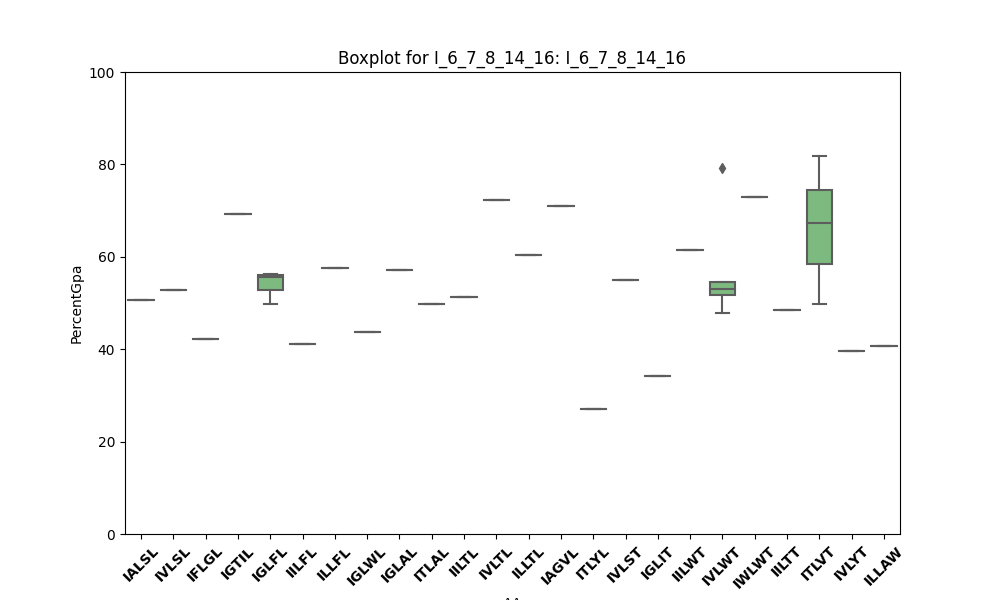 Boxplot for I_6_7_8_14_16: I_6_7_8_14_16
100
80
60
40
20
0
PercentGpa
IALSL IVLSL IFLGL IGTIL IGLFL IILFL ILLFL IGLWL IGLAL ITLAL IILTL IVLTL ILLTL IAGVL ITLYL IVLST IGLIT IILWT IVLWT IWLWT IILTT ITLVT IVLYT ILLAW